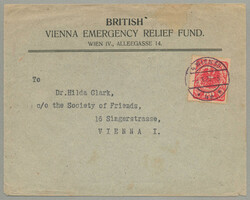 BRITISH
VIENNA EMERGENCY RELIEF FUND.
WIEN IV., ALLEEGASSE 14.
To
Dr.Hilda Clark,
c/o the Society of Friends,
16 Slagerstrasse,
VIENNA I.